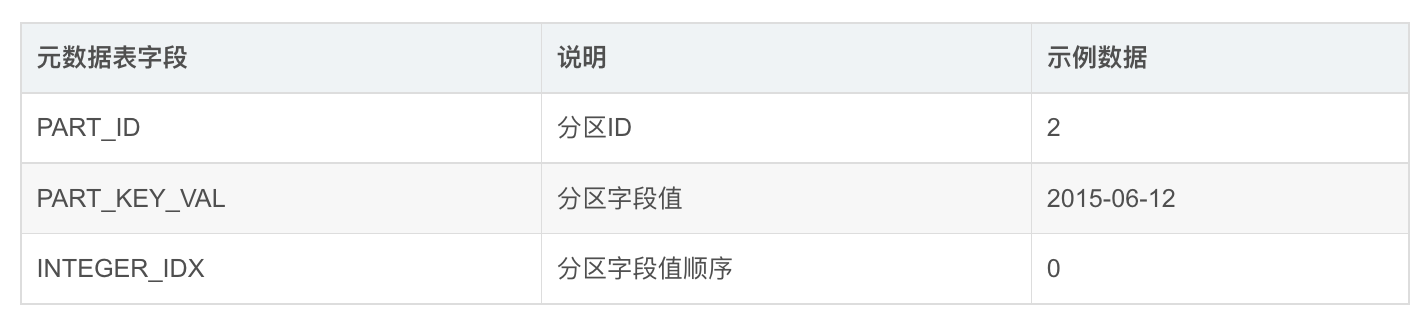 元数据表字段 说明 示例数据
PART_ID 分区ID 2
PART_KEY_VAL 分区字段值 2015-06-12
INTEGER_IDX 分区字段值顺序 0